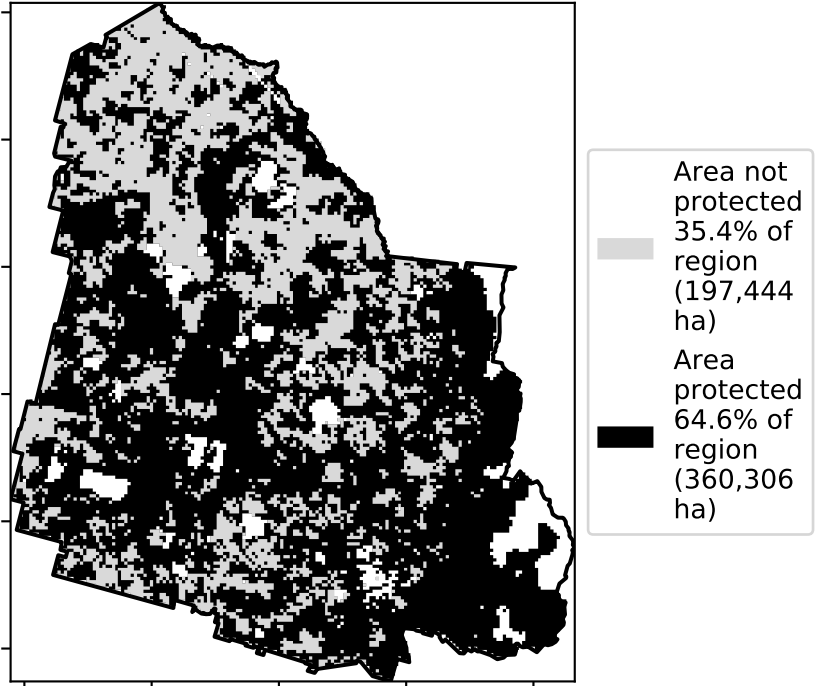 Area not
protected
35.4% of
region
(197,444
ha)
Area
protected
64.6% of
region
(360,306
ha)